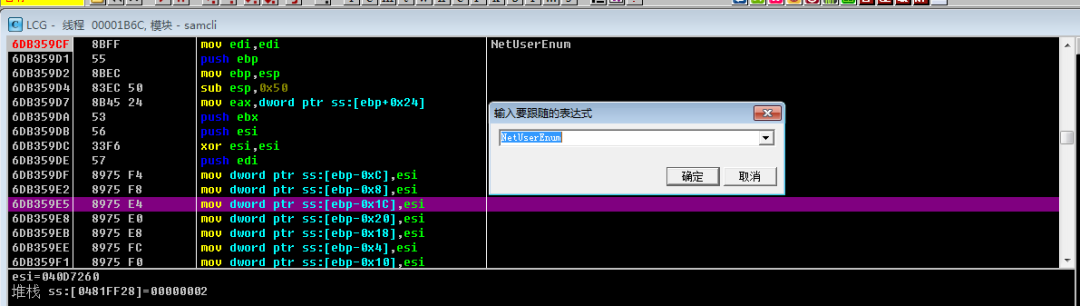 LCG - 线程 00001B6C, 模块 - samcli
6DB359CF 8BFF mov edi,edi NetUserEnum
6DB359D1 55 push ebp
6DB359D2 8BEC mov ebp,esp
6DB359D4 83EC 50 sub esp,0x50
6DB359D7 8B45 24 mov eax,dword ptr ss:[ebp+0x24]
6DB359DA 53 push ebx
6DB359DB 56 push esi
6DB359DC 33F6 xor esi,esi
6DB359DE 57 push edi
6DB359DF 8975 F4 mov dword ptr ss:[ebp-0xC],esi
6DB359E2 8975 F8 mov dword ptr ss:[ebp-0x8],esi
6DB359E5 8975 E4 mov dword ptr ss:[ebp-0x1C],esi
6DB359E8 8975 E0 mov dword ptr ss:[ebp-0x20],esi
6DB359EB 8975 E8 mov dword ptr ss:[ebp-0x18],esi
6DB359EE 8975 FC mov dword ptr ss:[ebp-0x4],esi
6DB359F1 8975 F0 mov dword ptr ss:[ebp-0x10],esi
输入要跟随的表达式
NetUserEnum
确定 取消
esi=040D7260
堆栈 ss:[0481FF28]=00000002